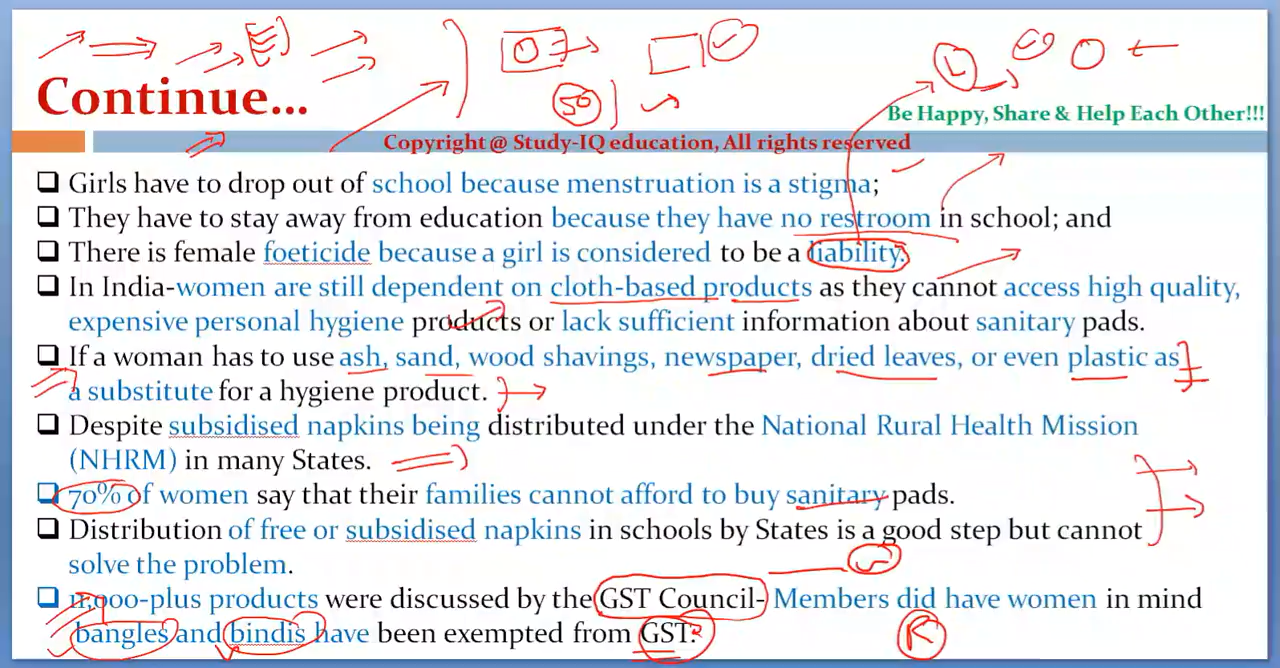 Continue...
50
Be Happy, Share & Help Each Other!!!
Copyright @ Study-IQ education, All rights reserved
❑ Girls have to drop out of school because menstruation is a stigma;
❑ They have to stay away from education because they have no restroom in school; and
❑ There is female foeticide because a girl is considered to be a liability.
❑ In India-women are still dependent on cloth-based products as they cannot access high quality,
expensive personal hygiene products or lack sufficient information about sanitary pads.
❑ If a woman has to use ash, sand, wood shavings, newspaper, dried leaves, or even plastic as
a substitute for a hygiene product.
❑ Despite subsidised napkins being distributed under the National Rural Health Mission
(NHRM) in many States.
❑ 70% of women say that their families cannot afford to buy sanitary pads.
❑ Distribution of free or subsidised napkins in schools by States is a good step but cannot
solve the problem.
❑ 11,000-plus products were discussed by the GST Council- Members did have women in mind
bangles and bindis have been exempted from GST.
R